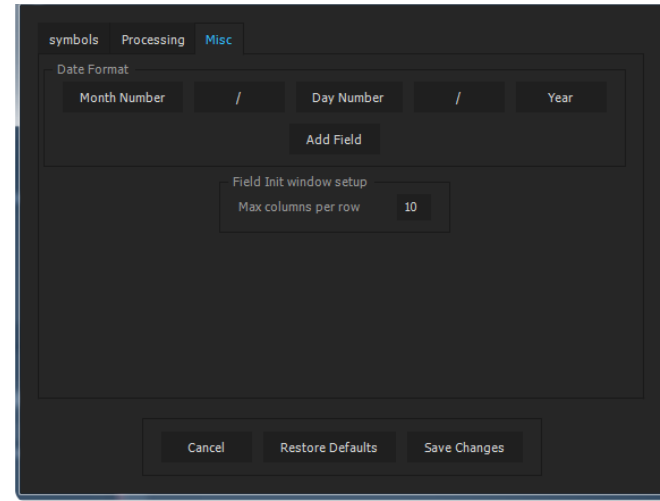 symbols Processing Misc
Date Format
Month Number / Day Number / Year
Add Field
Field Init window setup
Max columns per row 10
Cancel Restore Defaults Save Changes